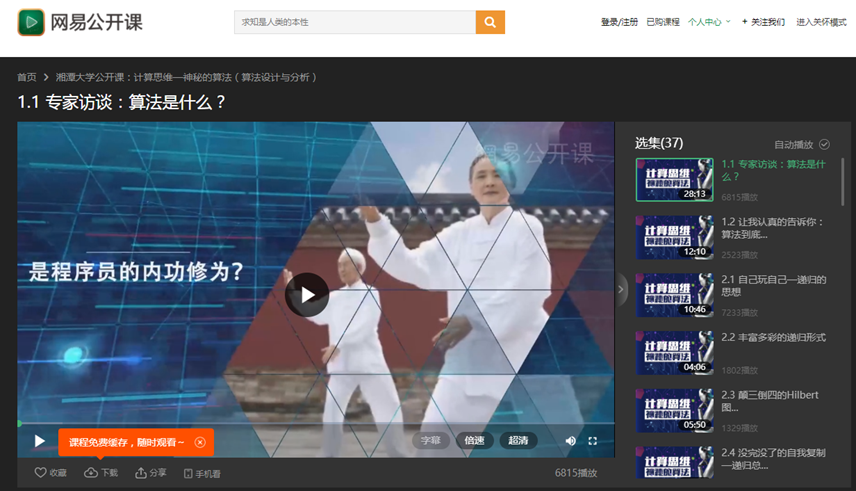 网易公开课
求知是人类的本性
登录/注册 已购课程 个人中心 + 关注我们 进入关怀模式
首页 > 湘潭大学公开课：计算思维—神秘的算法（算法设计与分析）
1.1 专家访谈：算法是什么？
网易公开课
是程序员的内功修为?
课程免费缓存，随时观看~
字幕 倍速 超清
收藏 下载 分享 手机看
6815播放
选集(37)
自动播放
计算思维
神秘的算法
28:13
1.1 专家访谈：算法是什么？
6815播放
计算思维
神秘的算法
12:10
1.2 让我认真的告诉你：
算法到底...
2523播放
计算思维
神秘的算法
10:46
2.1 自己玩自己—递归的
思想
7233播放
计算思维
神秘的算法
04:06
2.2 丰富多彩的递归形式
1802播放
计算思维
神秘的算法
05:50
2.3 颠三倒四的Hilbert
图...
1329播放
计算思维
神秘的算法
2.4 没完没了的自我复制
—递归总...